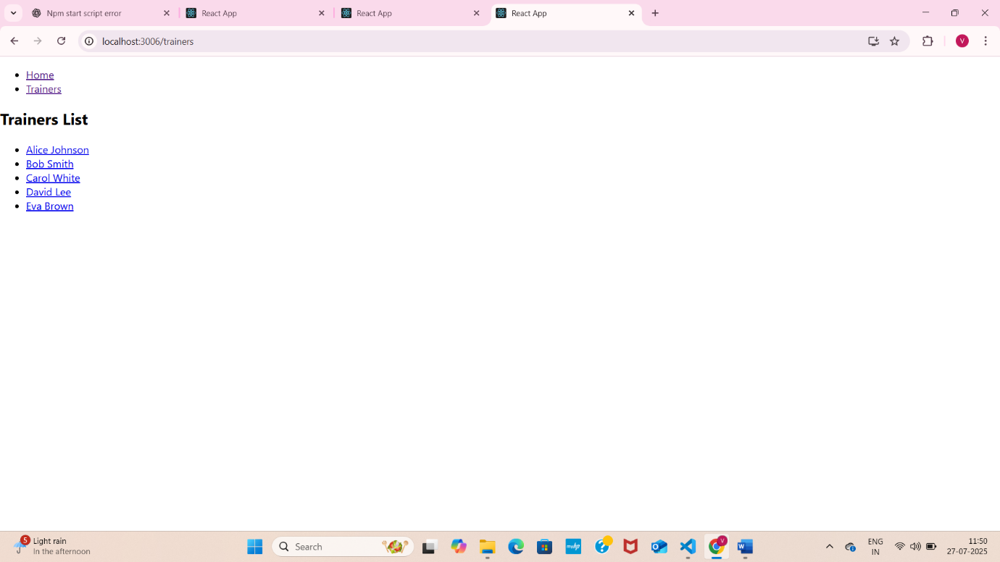 Npm start script error
React App
React App
React App
localhost:3006/trainers
V
Home
Trainers
Trainers List
Alice Johnson
Bob Smith
Carol White
David Lee
Eva Brown
5
Light rain
In the afternoon
Search
myhp
V
ENG
IN
11:50
27-07-2025